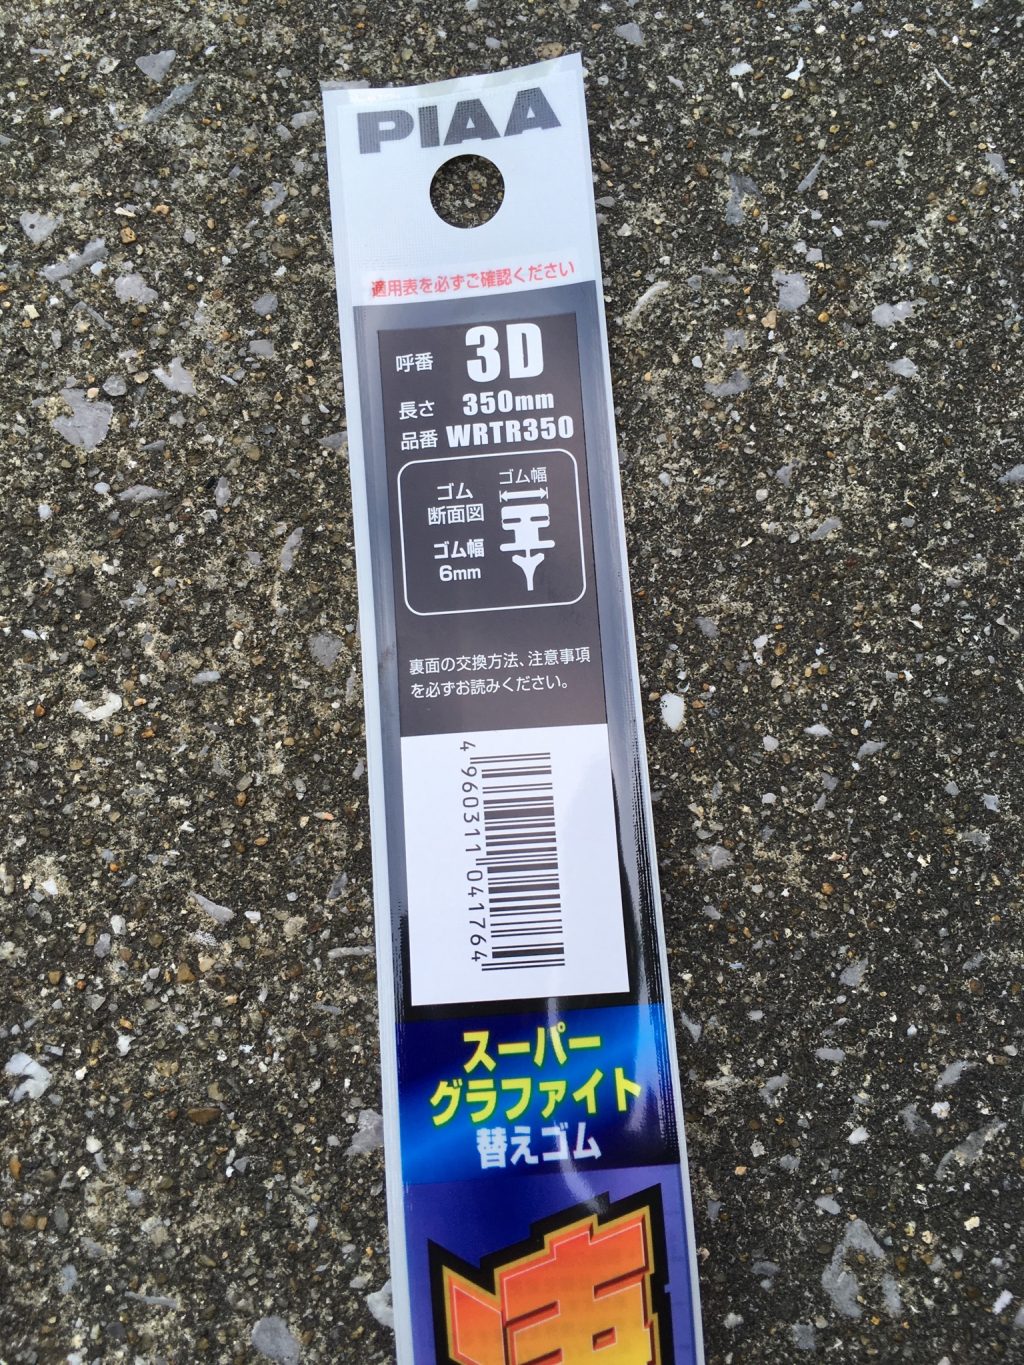 PIAA
適用表を必ずご確認ください
呼番 3D
長さ 350mm
品番 WRTR350
ゴム幅
ゴム
断面図
ゴム幅
6mm
裏面の交換方法、注意事項
を必ずお読みください。
4 960311 041764
スーパー
グラファイト
替えゴム